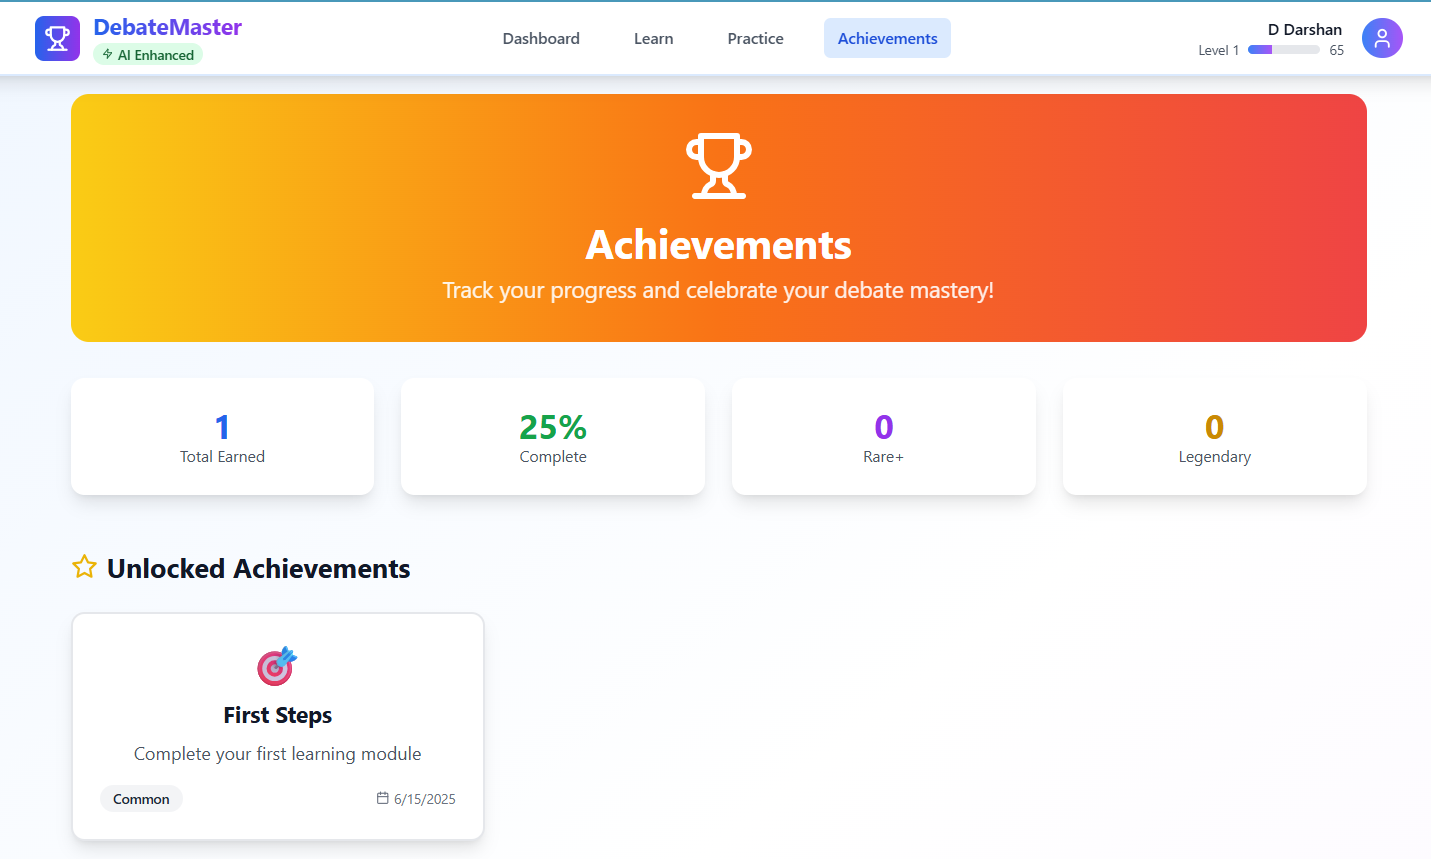 DebateMaster
AI Enhanced
Dashboard
Learn
Practice
Achievements
D Darshan
Level 1
65
Achievements
Track your progress and celebrate your debate mastery!
1
Total Earned
25%
Complete
0
Rare+
0
Legendary
Unlocked Achievements
First Steps
Complete your first learning module
Common
6/15/2025